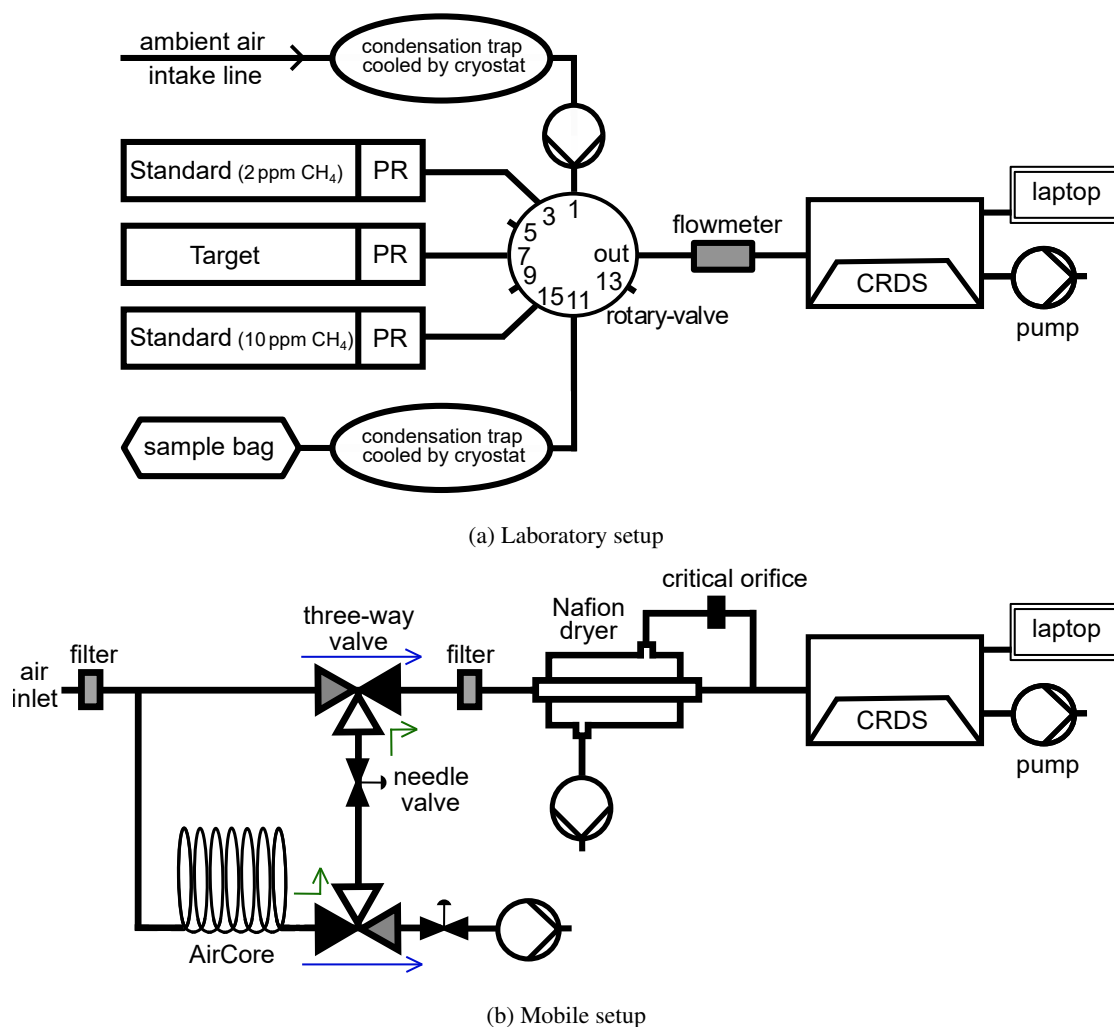 ambient air
intake line
condensation trap
cooled by cryostat
Standard (2 ppm CH₄)
PR
Target
PR
Standard (10 ppm CH₄)
PR
sample bag
condensation trap
cooled by cryostat
1
3
5
7
9
15
11
13
out
rotary-valve
flowmeter
CRDS
laptop
pump
(a) Laboratory setup
air
inlet
filter
three-way
valve
filter
Nafion
dryer
critical orifice
needle
valve
AirCore
CRDS
laptop
pump
(b) Mobile setup